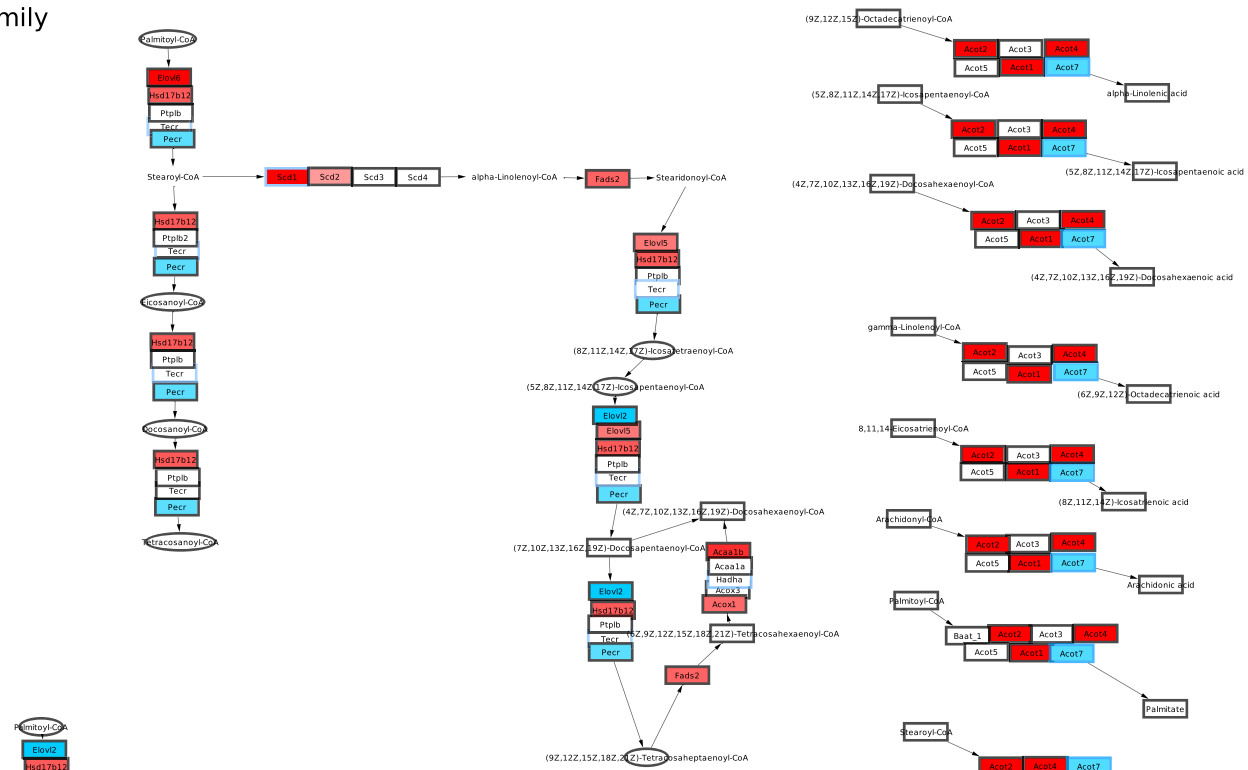 mily
Palmitoyl-CoA
Elovl6
Hsd17b12
Ptplb
Tecr
Pecr
Stearoyl-CoA
Scd1
Scd2
Scd3
Scd4
alpha-Linolenoyl-CoA
Fads2
Stearidonoyl-CoA
Hsd17b12
Ptplb2
Tecr
Pecr
Eicosanoyl-CoA
Hsd17b12
Ptplb
Tecr
Pecr
Docosanoyl-CoA
Hsd17b12
Ptplb
Tecr
Pecr
Tetracosanoyl-CoA
Elovl5
Hsd17b12
Ptplb
Tecr
Pecr
(8Z,11Z,14Z,17Z)-Icosatetraenoyl-CoA
(5Z,8Z,11Z,14Z,17Z)-Icosapentaenoyl-CoA
Elovl2
Elovl5
Hsd17b12
Ptplb
Tecr
Pecr
(4Z,7Z,10Z,13Z,16Z,19Z)-Docosahexaenoyl-CoA
(7Z,10Z,13Z,16Z,19Z)-Docosapentaenoyl-CoA
Acaa1b
Acaa1a
Hadha
Acox3
Acox1
Elovl2
Hsd17b12
Ptplb
Tecr
Pecr
(6Z,9Z,12Z,15Z,18Z,21Z)-Tetracosahexaenoyl-CoA
Fads2
(9Z,12Z,15Z,18Z,21Z)-Tetracosaheptaenoyl-CoA
Palmitoyl-CoA
Elovl2
Hsd17b12
(9Z,12Z,15Z)-Octadecatrienoyl-CoA
Acot2 Acot3 Acot4
Acot5 Acot1 Acot7
alpha-Linolenic acid
(5Z,8Z,11Z,14Z,17Z)-Icosapentaenoyl-CoA
Acot2 Acot3 Acot4
Acot5 Acot1 Acot7
(5Z,8Z,11Z,14Z,17Z)-Icosapentaenoic acid
(4Z,7Z,10Z,13Z,16Z,19Z)-Docosahexaenoyl-CoA
Acot2 Acot3 Acot4
Acot5 Acot1 Acot7
(4Z,7Z,10Z,13Z,16Z,19Z)-Docosahexaenoic acid
gamma-Linolenoyl-CoA
Acot2 Acot3 Acot4
Acot5 Acot1 Acot7
(6Z,9Z,12Z)-Octadecatrienoic acid
8,11,14-Eicosatrienoyl-CoA
Acot2 Acot3 Acot4
Acot5 Acot1 Acot7
(8Z,11Z,14Z)-Icosatrienoic acid
Arachidonyl-CoA
Acot2 Acot3 Acot4
Acot5 Acot1 Acot7
Arachidonic acid
Palmitoyl-CoA
Baat_1 Acot2 Acot3 Acot4
Acot5 Acot1 Acot7
Palmitate
Stearoyl-CoA
Acot2 Acot4 Acot7